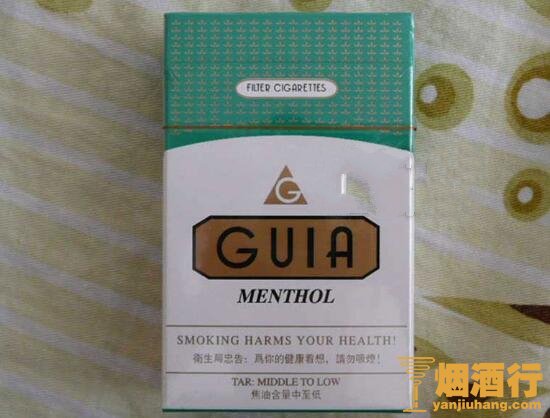 FILTER CIGARETTES
G
GUIA
MENTHOL
SMOKING HARMS YOUR HEALTH!
衛生局忠告：爲你的健康着想，請勿吸煙！
TAR: MIDDLE TO LOW
焦油含量中至低
烟酒行
yanjiuhang.com